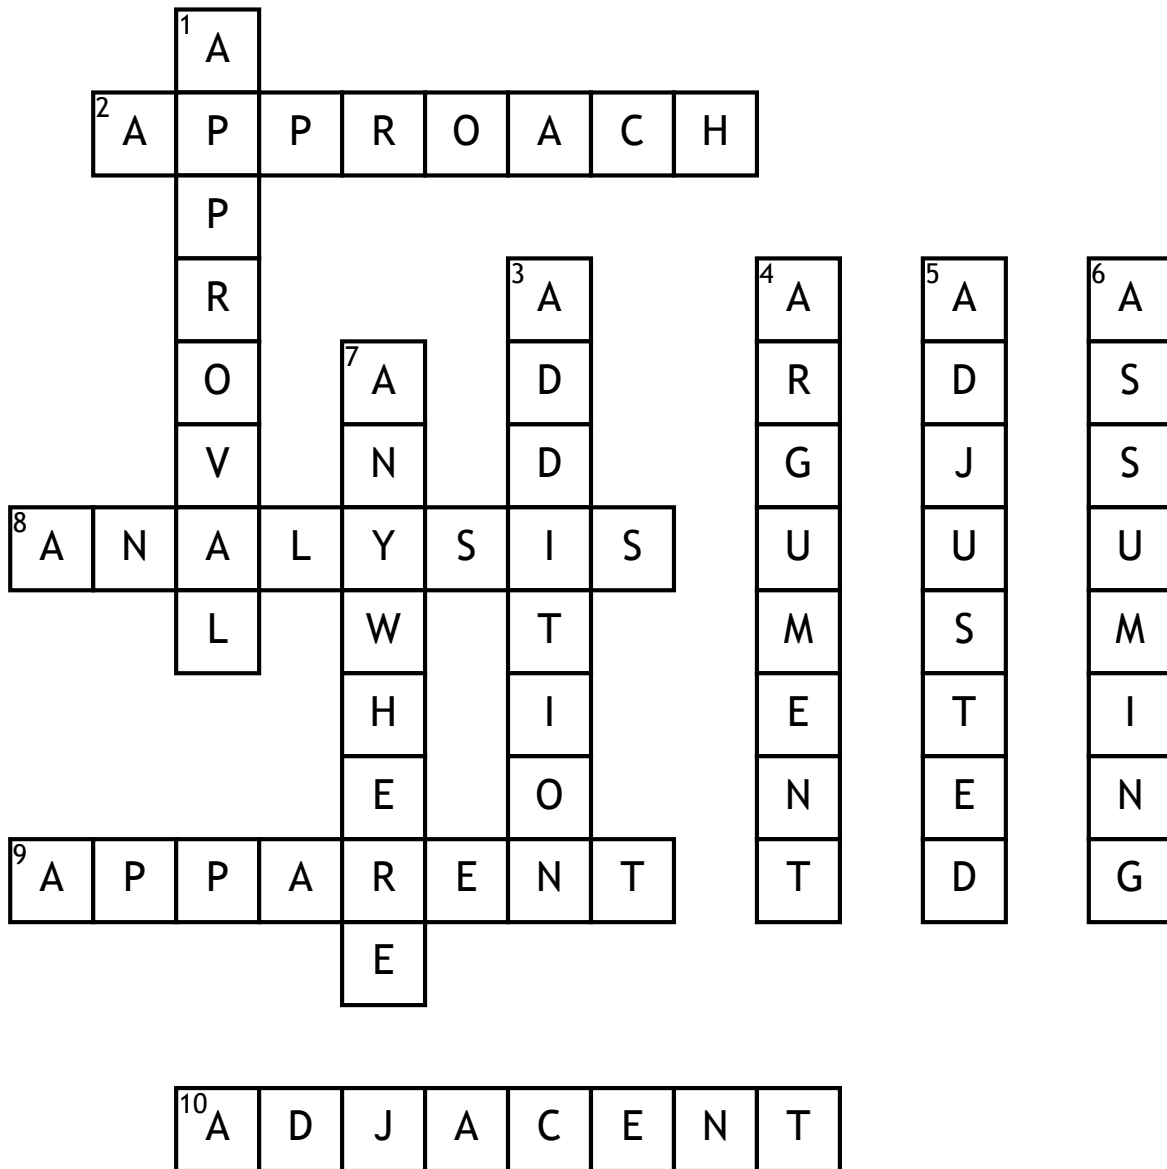 1 A
2 A P P R O A C H
P
R 3 A 4 A 5 A 6 A
O 7 A D R D S
V N D G J S
8 A N A L Y S I S U U U
L W T M S M
H I E T I
E O N E N
9 A P P A R E N T T D G
E
10 A D J A C E N T